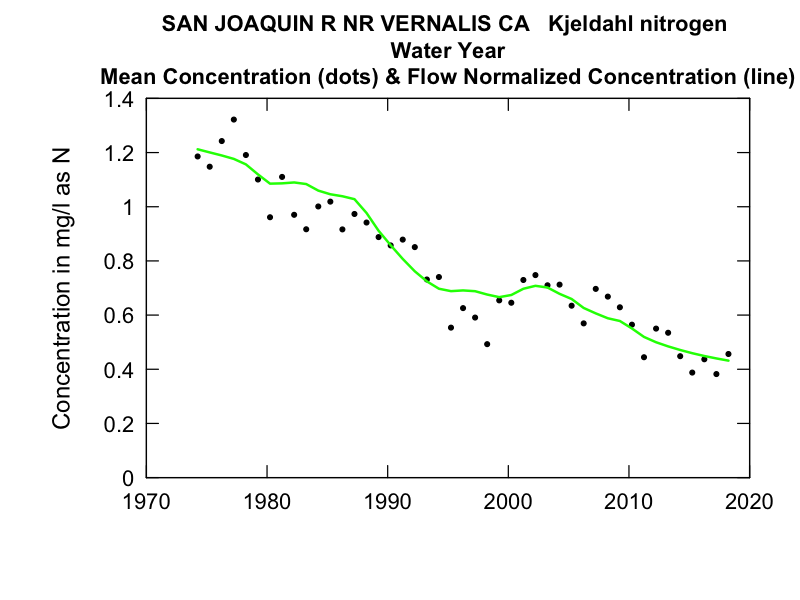 SAN JOAQUIN R NR VERNALIS CA   Kjeldahl nitrogen
Water Year
Mean Concentration (dots) & Flow Normalized Concentration (line)
Concentration in mg/l as N
1.4
1.2
1
0.8
0.6
0.4
0.2
0
1970 1980 1990 2000 2010 2020